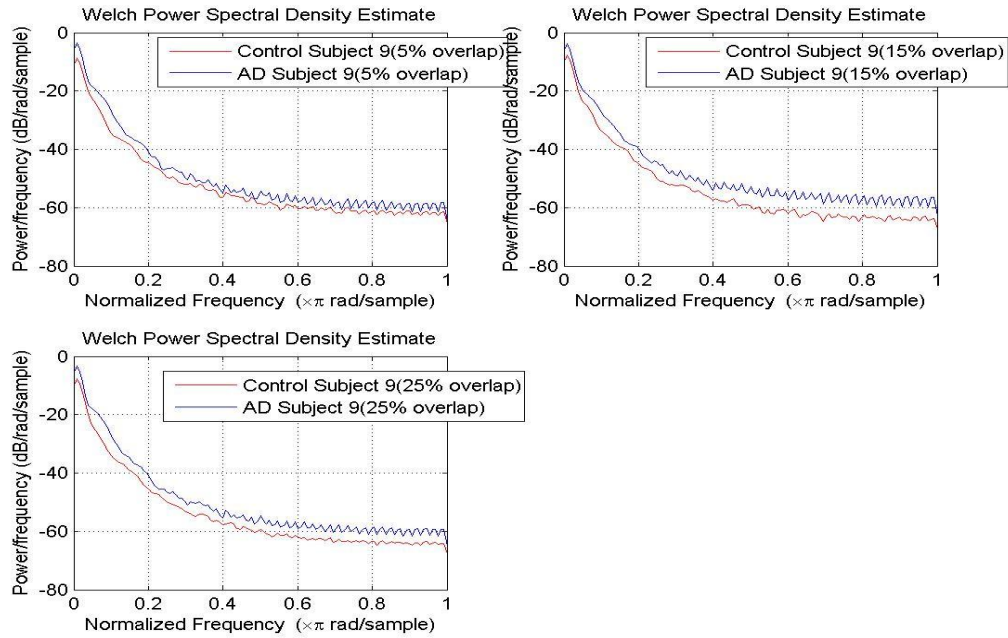 Welch Power Spectral Density Estimate
Power/frequency (dB/rad/sample)
0
-20
-40
-60
-80
Control Subject 9(5% overlap)
AD Subject 9(5% overlap)
0 0.2 0.4 0.6 0.8 1
Normalized Frequency (×π rad/sample)
Welch Power Spectral Density Estimate
Power/frequency (dB/rad/sample)
0
-20
-40
-60
-80
Control Subject 9(15% overlap)
AD Subject 9(15% overlap)
0 0.2 0.4 0.6 0.8 1
Normalized Frequency (×π rad/sample)
Welch Power Spectral Density Estimate
Power/frequency (dB/rad/sample)
0
-20
-40
-60
-80
Control Subject 9(25% overlap)
AD Subject 9(25% overlap)
0 0.2 0.4 0.6 0.8 1
Normalized Frequency (×π rad/sample)